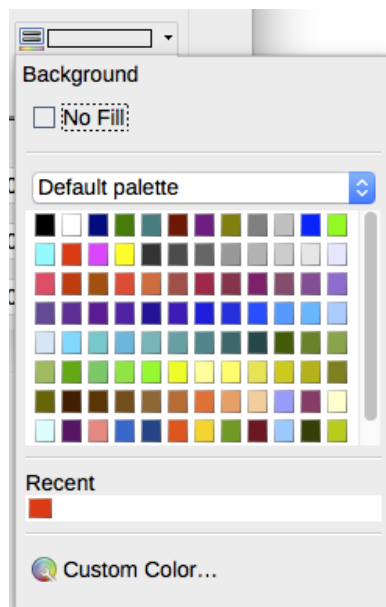 Background
No Fill
Default palette
Recent
Custom Color...